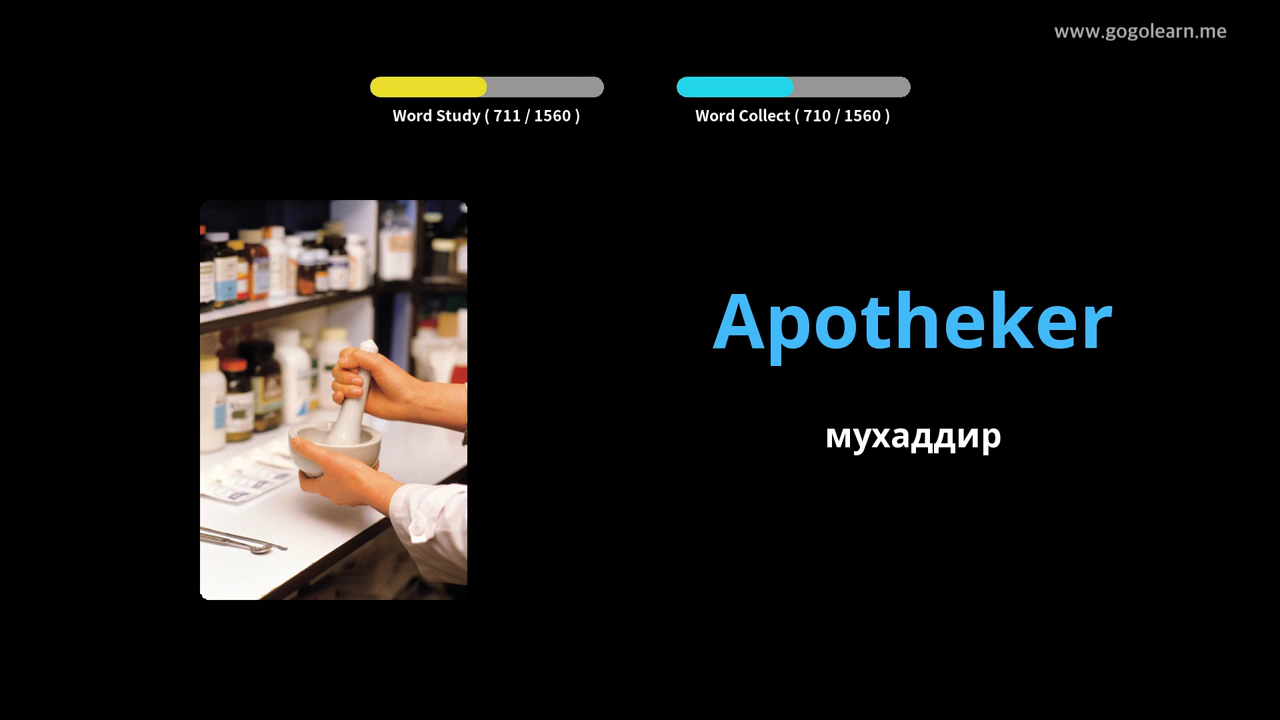 www.gogolearn.me
Word Study ( 711 / 1560 )
Word Collect ( 710 / 1560 )
Apotheker
мухаддир